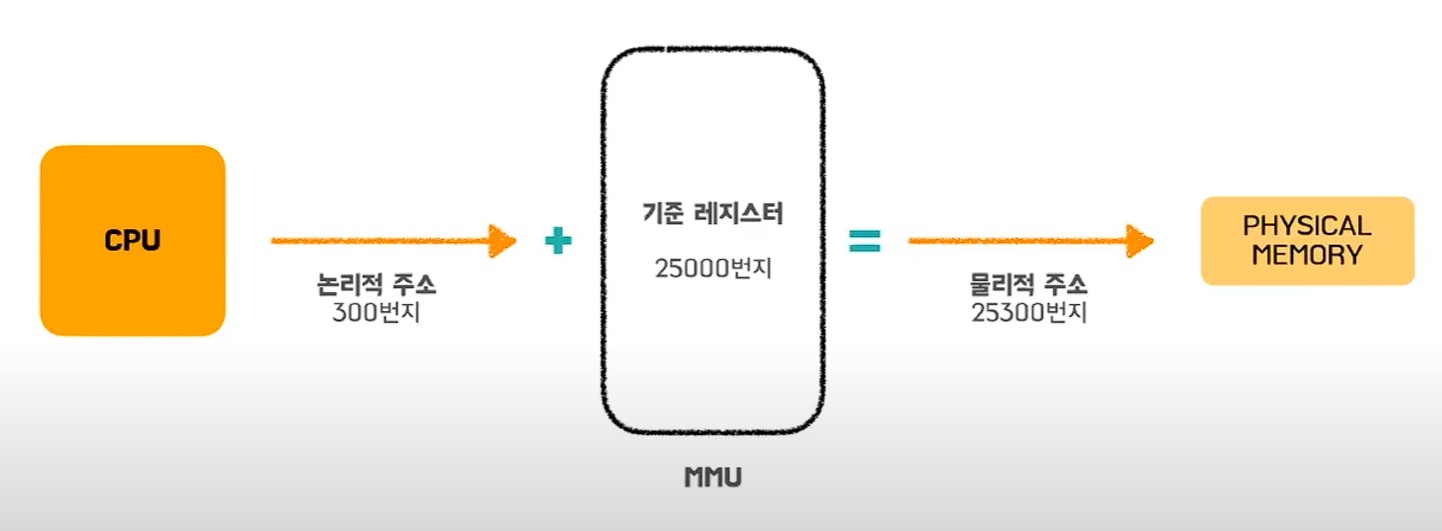 CPU
논리적 주소
300번지
+
기준 레지스터
25000번지
MMU
=
물리적 주소
25300번지
PHYSICAL
MEMORY